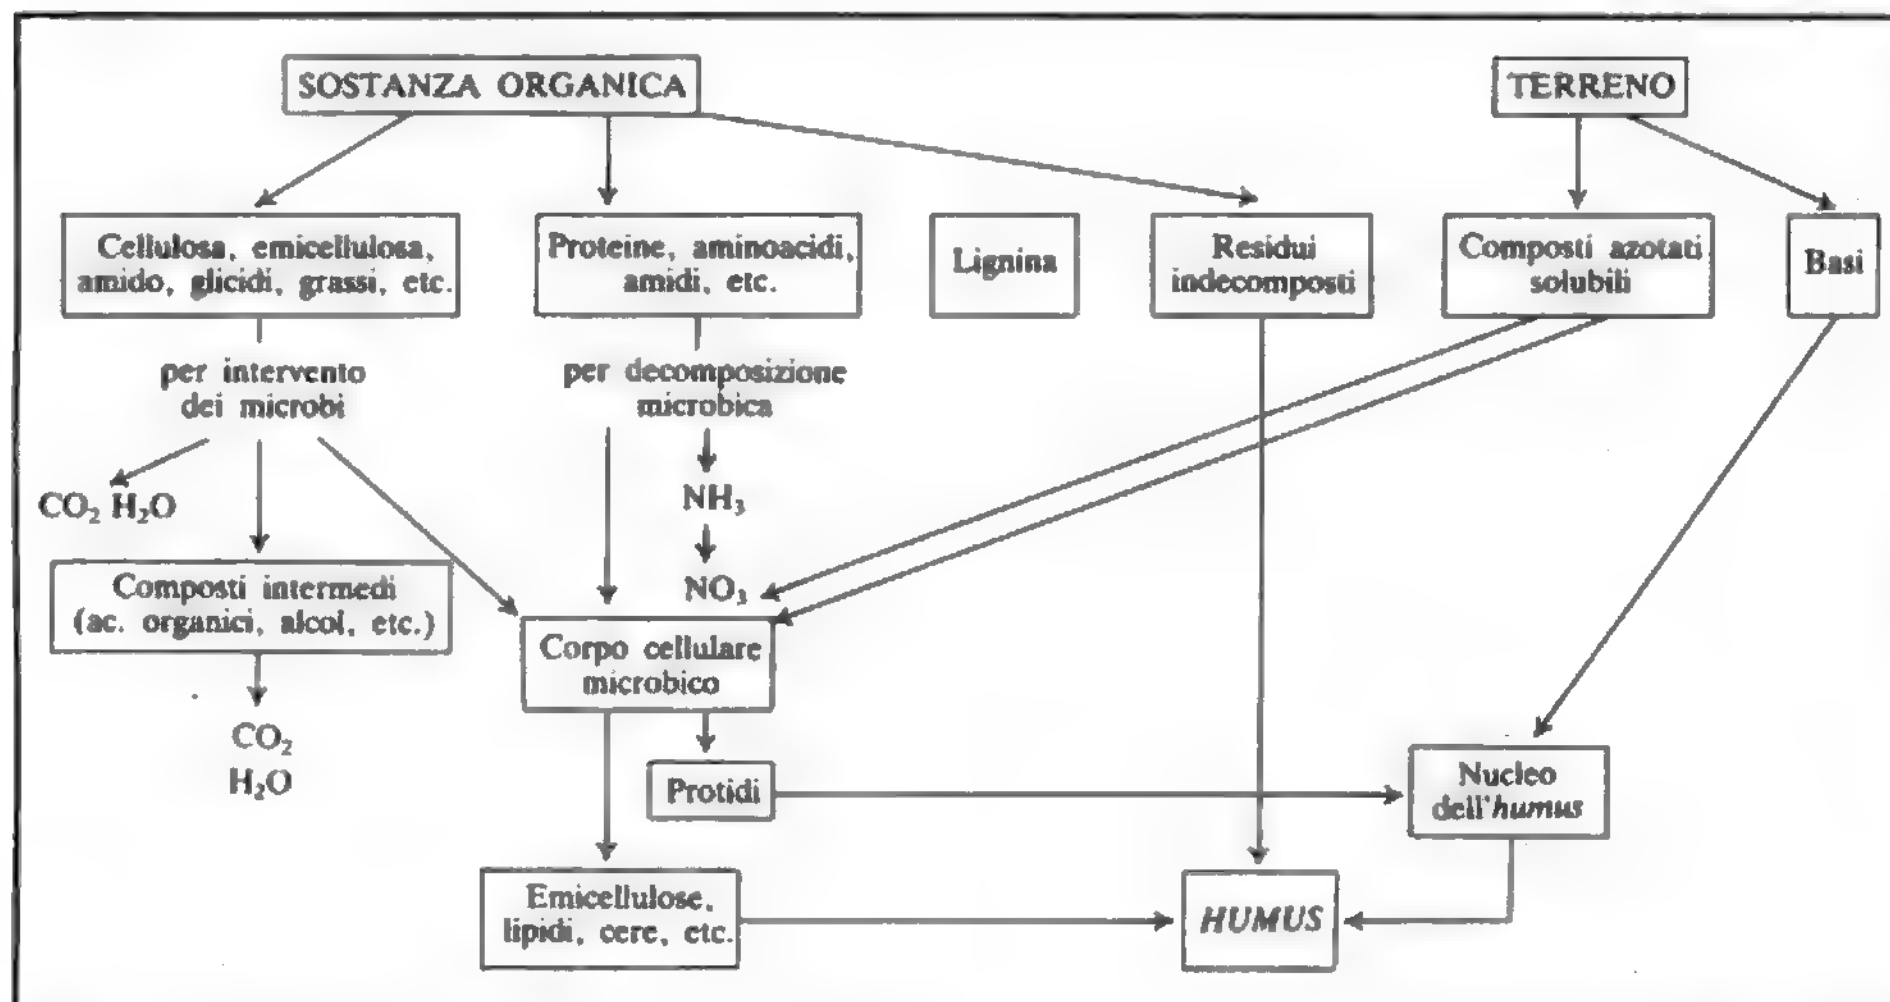 SOSTANZA ORGANICA
TERRENO
Cellulosa, emicellulosa,
amido, glicidi, grassi, etc.
Proteine, aminoacidi,
amidi, etc.
Lignina
Residui
indecomposti
Composti azotati
solubili
Basi
per intervento
dei microbi
per decomposizione
microbica
CO₂ H₂O
NH₃
NO₃
Composti intermedi
(ac. organici, alcol, etc.)
Corpo cellulare
microbico
CO₂
H₂O
Protidi
Nucleo
dell'humus
Emicellulose,
lipidi, cere, etc.
HUMUS